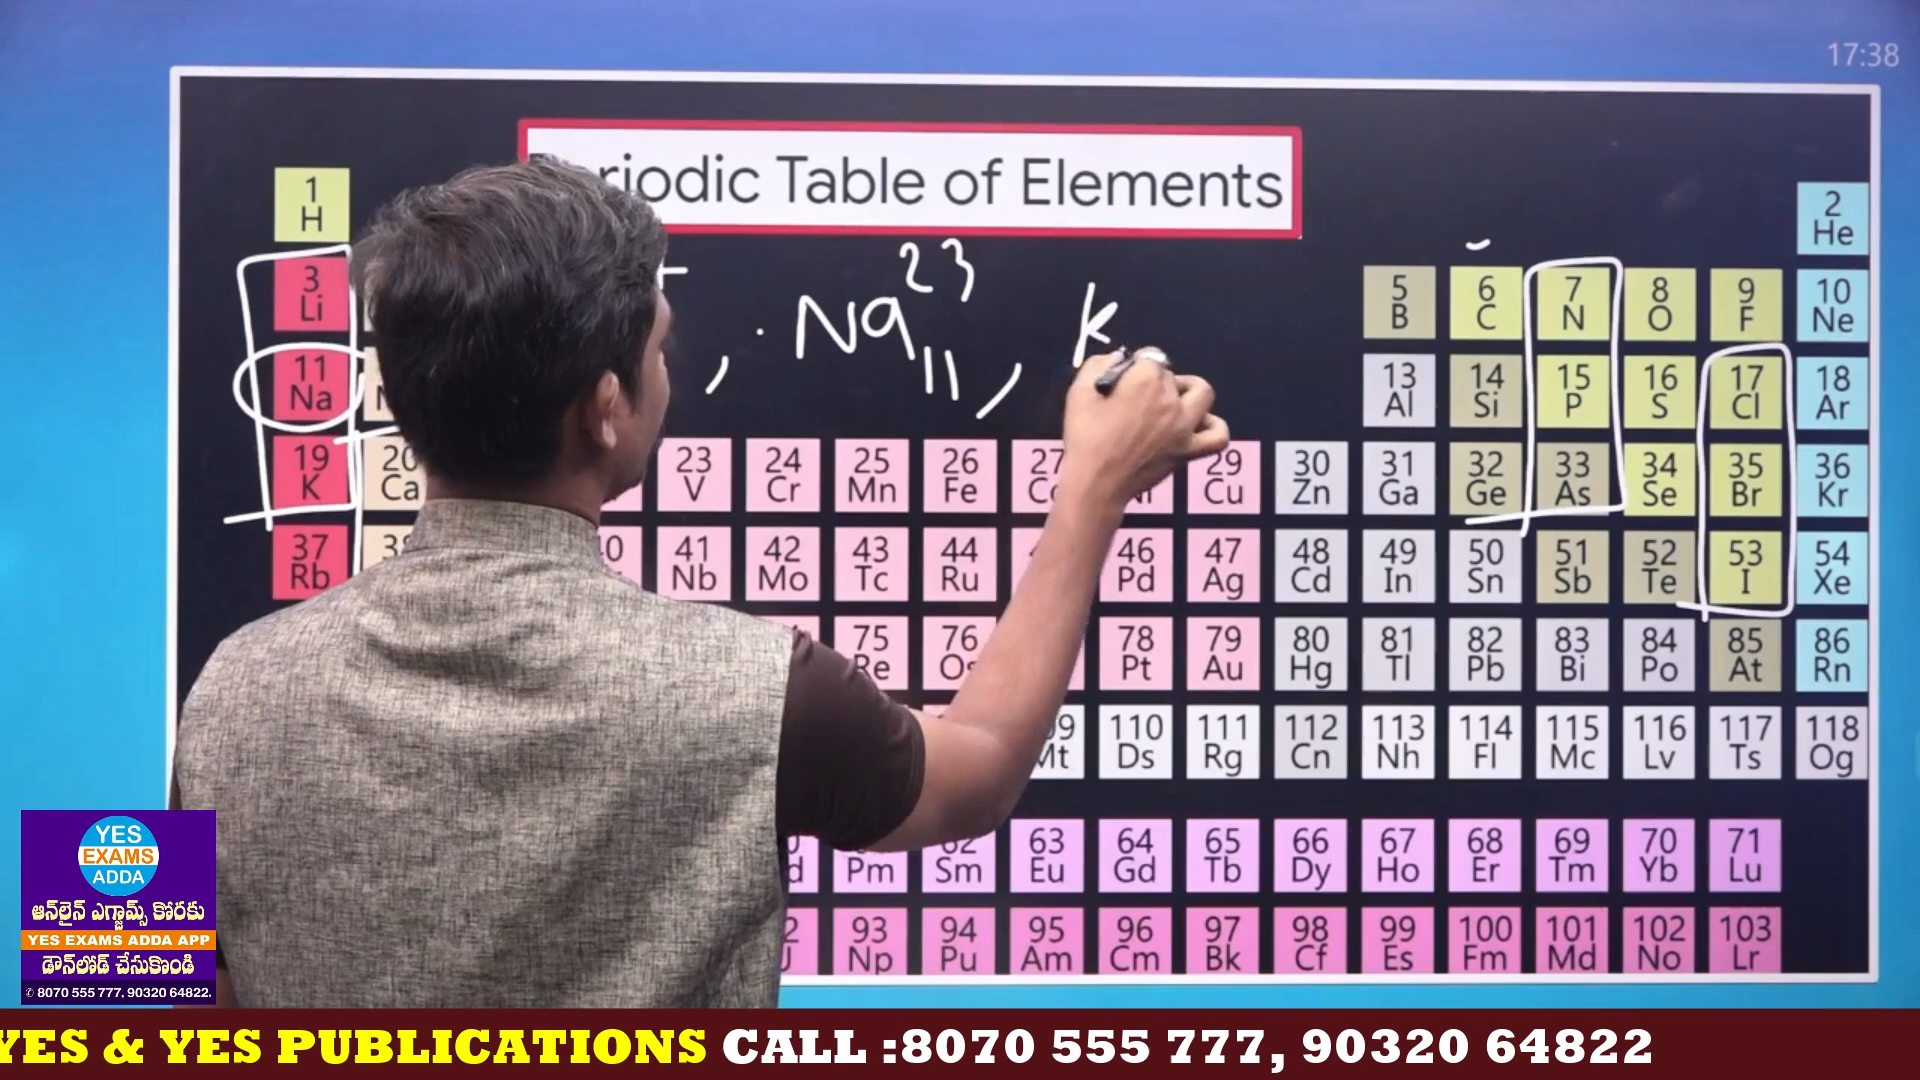 17:38
riodic Table of Elements
1 H
2 He
23
Na 11 , K
3 Li
5 B
6 C
7 N
8 O
9 F
10 Ne
11 Na
13 Al
14 Si
15 P
16 S
17 Cl
18 Ar
19 K
20 Ca
23 V
24 Cr
25 Mn
26 Fe
27
29 Cu
30 Zn
31 Ga
32 Ge
33 As
34 Se
35 Br
36 Kr
37 Rb
41 Nb
42 Mo
43 Tc
44 Ru
46 Pd
47 Ag
48 Cd
49 In
50 Sn
51 Sb
52 Te
53 I
54 Xe
75 Re
76 Os
78 Pt
79 Au
80 Hg
81 Tl
82 Pb
83 Bi
84 Po
85 At
86 Rn
Mt
110 Ds
111 Rg
112 Cn
113 Nh
114 Fl
115 Mc
116 Lv
117 Ts
118 Og
Pm
62 Sm
63 Eu
64 Gd
65 Tb
66 Dy
67 Ho
68 Er
69 Tm
70 Yb
71 Lu
93 Np
94 Pu
95 Am
96 Cm
97 Bk
98 Cf
99 Es
100 Fm
101 Md
102 No
103 Lr
YES
EXAMS
ADDA
ఆన్‌లైన్ ఎగ్జామ్స్ కొరకు
YES EXAMS ADDA APP
డౌన్‌లోడ్ చేసుకొండి
✆ 8070 555 777, 90320 64822.
YES & YES PUBLICATIONS CALL :8070 555 777, 90320 64822